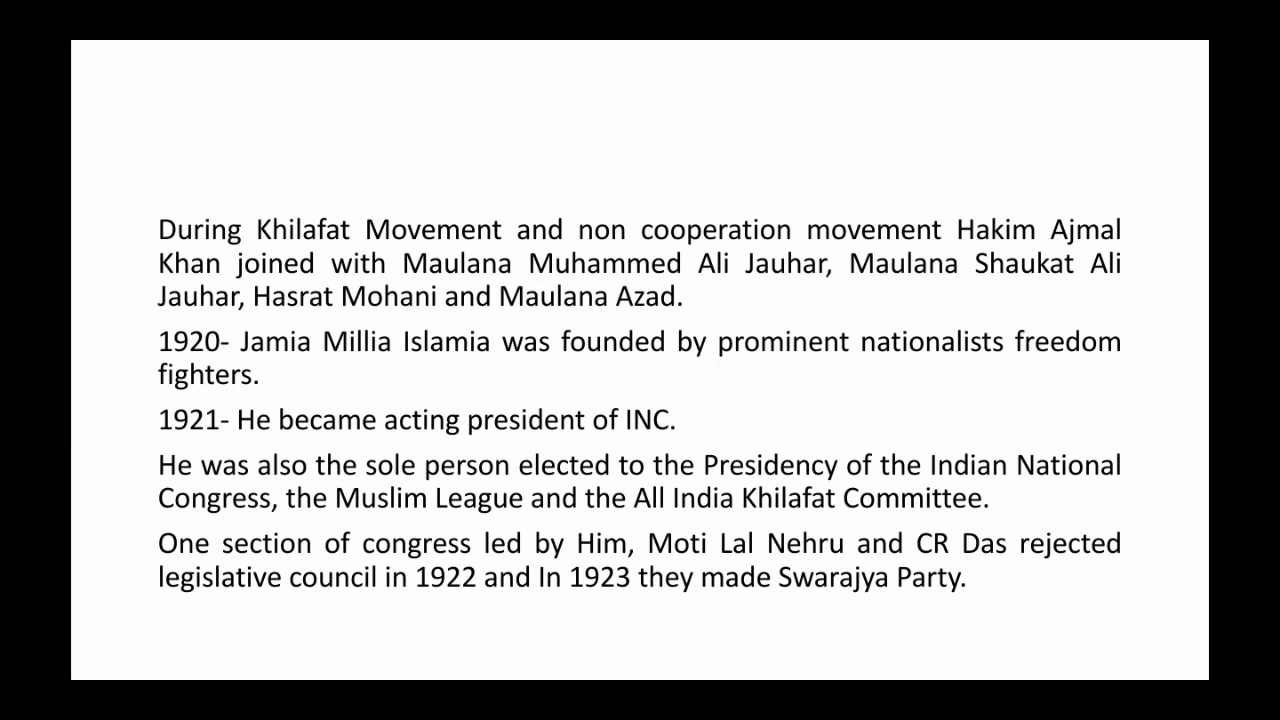 During Khilafat Movement and non cooperation movement Hakim Ajmal
Khan joined with Maulana Muhammed Ali Jauhar, Maulana Shaukat Ali
Jauhar, Hasrat Mohani and Maulana Azad.
1920- Jamia Millia Islamia was founded by prominent nationalists freedom
fighters.
1921- He became acting president of INC.
He was also the sole person elected to the Presidency of the Indian National
Congress, the Muslim League and the All India Khilafat Committee.
One section of congress led by Him, Moti Lal Nehru and CR Das rejected
legislative council in 1922 and In 1923 they made Swarajya Party.